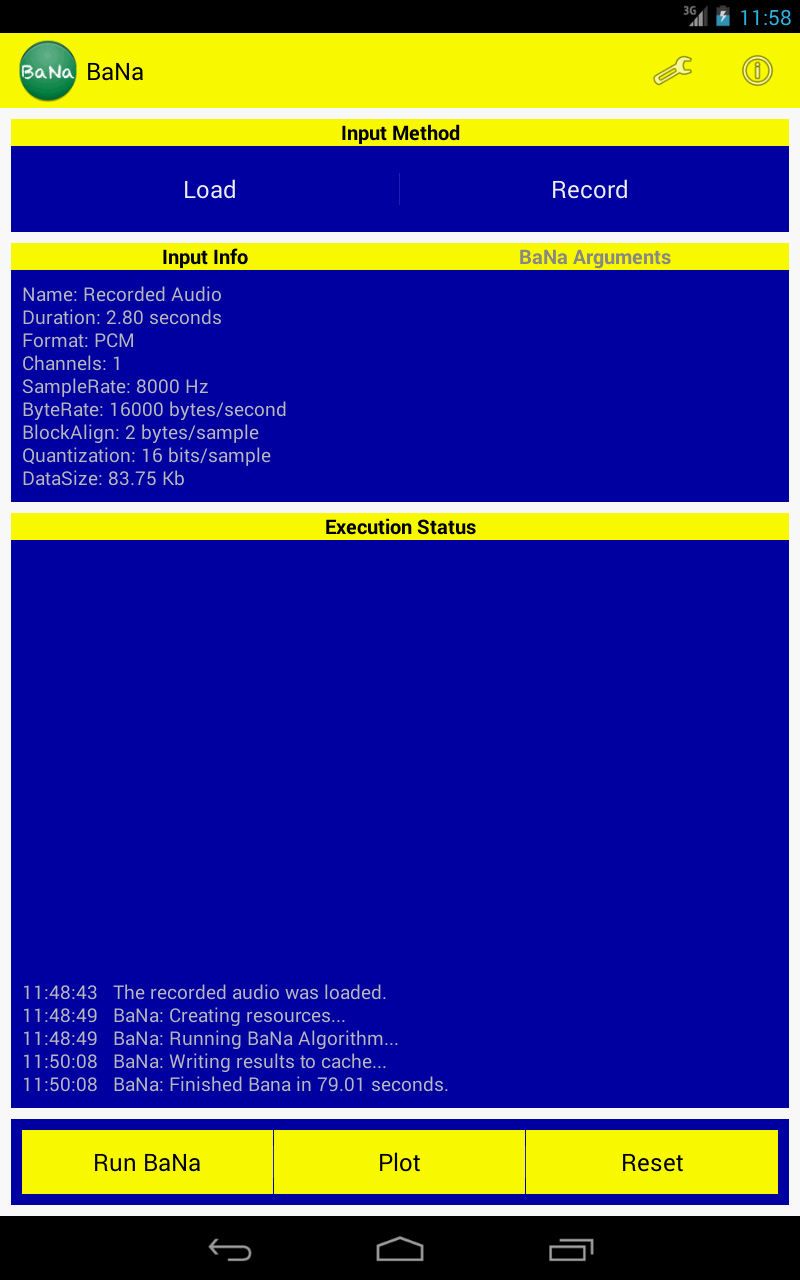 3G 11:58
BaNa BaNa
Input Method
Load Record
Input Info BaNa Arguments
Name: Recorded Audio
Duration: 2.80 seconds
Format: PCM
Channels: 1
SampleRate: 8000 Hz
ByteRate: 16000 bytes/second
BlockAlign: 2 bytes/sample
Quantization: 16 bits/sample
DataSize: 83.75 Kb
Execution Status
11:48:43 The recorded audio was loaded.
11:48:49 BaNa: Creating resources...
11:48:49 BaNa: Running BaNa Algorithm...
11:50:08 BaNa: Writing results to cache...
11:50:08 BaNa: Finished Bana in 79.01 seconds.
Run BaNa Plot Reset